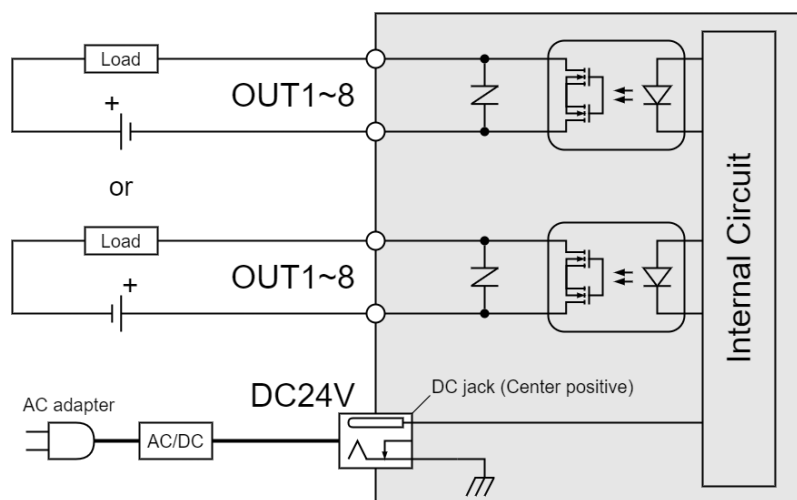 Load
OUT1~8
+
or
Load
OUT1~8
+
Internal Circuit
DC24V
DC jack (Center positive)
AC adapter
AC/DC